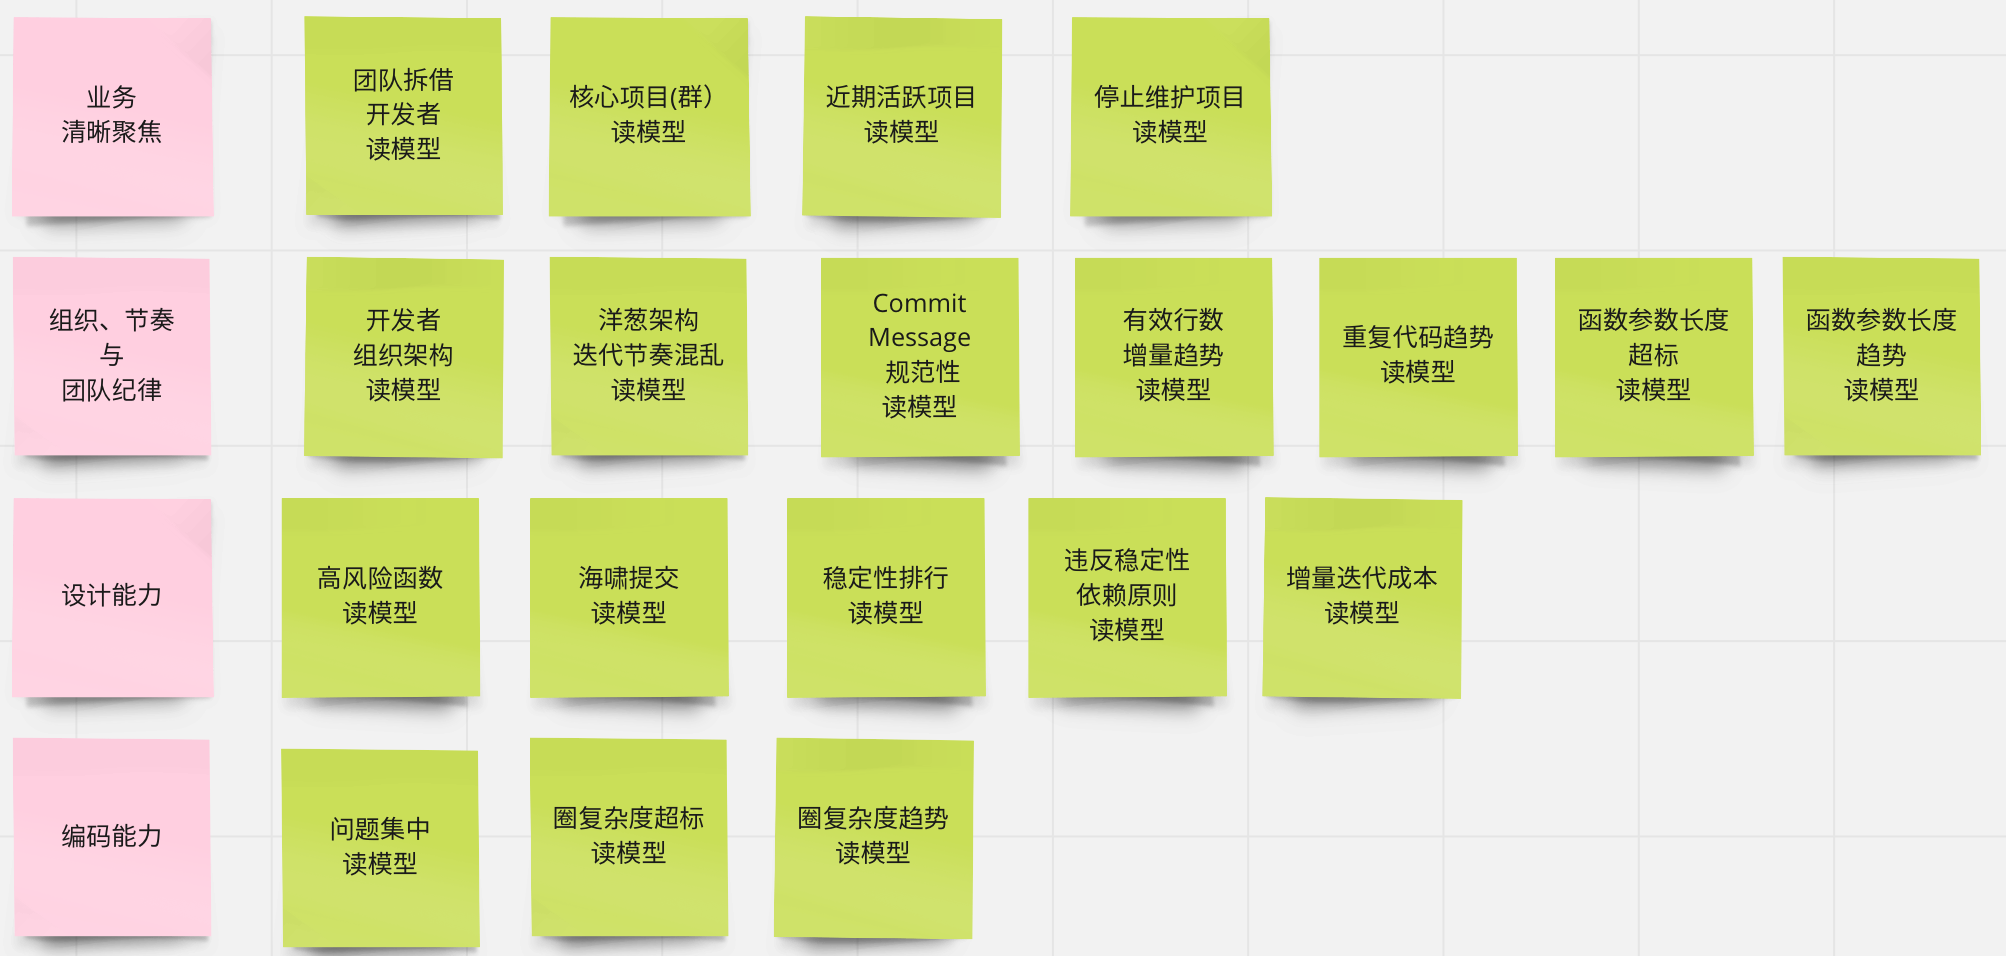 业务
清晰聚焦
团队拆借
开发者
读模型
核心项目(群）
读模型
近期活跃项目
读模型
停止维护项目
读模型
组织、节奏
与
团队纪律
开发者
组织架构
读模型
洋葱架构
迭代节奏混乱
读模型
Commit
Message
规范性
读模型
有效行数
增量趋势
读模型
重复代码趋势
读模型
函数参数长度
超标
读模型
函数参数长度
趋势
读模型
设计能力
高风险函数
读模型
海啸提交
读模型
稳定性排行
读模型
违反稳定性
依赖原则
读模型
增量迭代成本
读模型
编码能力
问题集中
读模型
圈复杂度超标
读模型
圈复杂度趋势
读模型